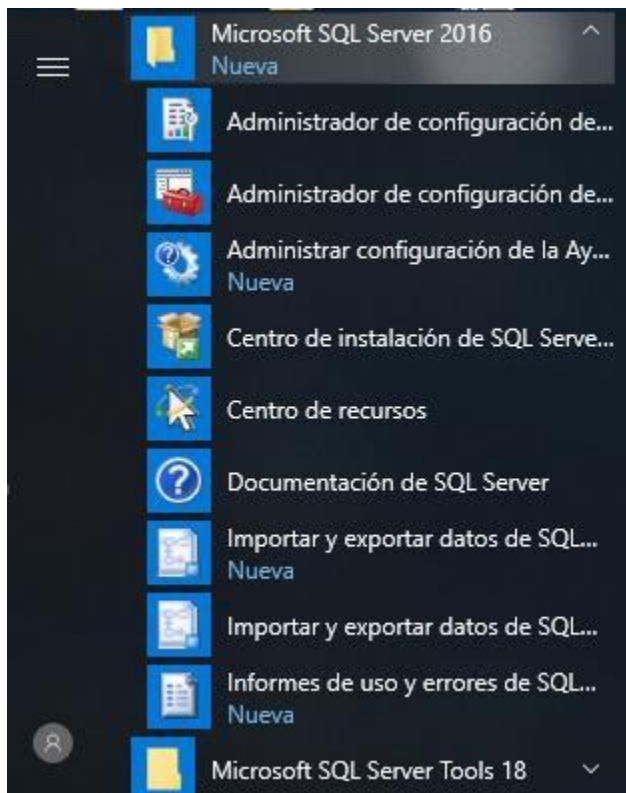 Microsoft SQL Server 2016
Nueva
Administrador de configuración de...
Administrador de configuración de...
Administrar configuración de la Ay...
Nueva
Centro de instalación de SQL Serve...
Centro de recursos
Documentación de SQL Server
Importar y exportar datos de SQL...
Nueva
Importar y exportar datos de SQL...
Informes de uso y errores de SQL...
Nueva
Microsoft SQL Server Tools 18